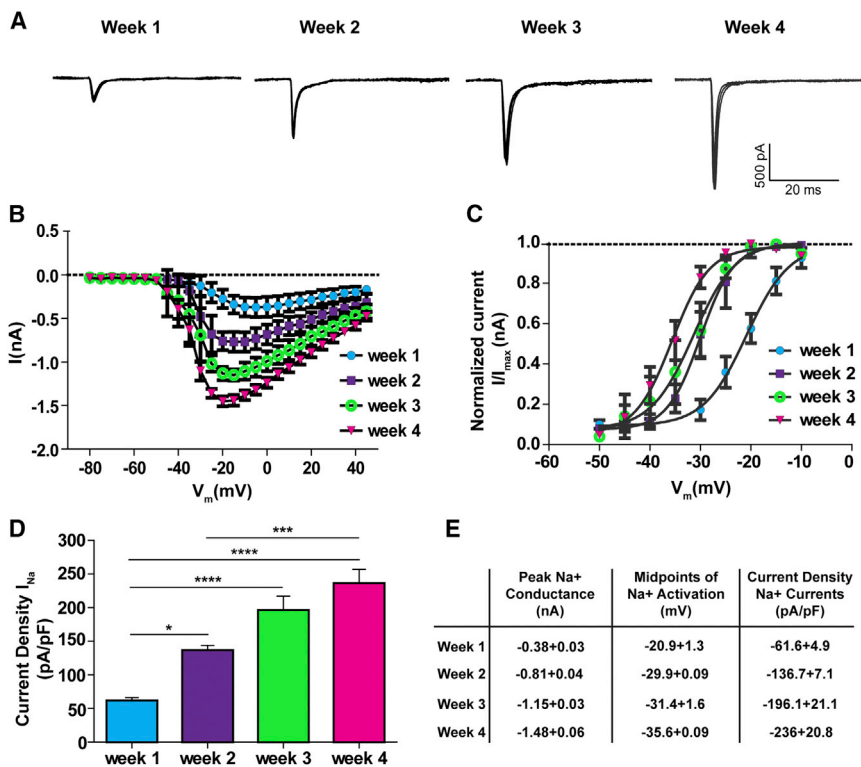 A
Week 1 Week 2 Week 3 Week 4
500 pA
20 ms
B
I(nA)
0.5
0.0
-0.5
-1.0
-1.5
-2.0
-80 -60 -40 -20 0 20 40
Vm(mV)
week 1
week 2
week 3
week 4
C
Normalized current
I/Imax (nA)
1.0
0.8
0.6
0.4
0.2
0.0
-60 -50 -40 -30 -20 -10 0
Vm(mV)
week 1
week 2
week 3
week 4
D
Current Density INa
(pA/pF)
300
250
200
150
100
50
0
***
****
****
*
week 1 week 2 week 3 week 4
E
Peak Na+ Conductance (nA) Midpoints of Na+ Activation (mV) Current Density Na+ Currents (pA/pF)
Week 1 -0.38+0.03 -20.9+1.3 -61.6+4.9
Week 2 -0.81+0.04 -29.9+0.09 -136.7+7.1
Week 3 -1.15+0.03 -31.4+1.6 -196.1+21.1
Week 4 -1.48+0.06 -35.6+0.09 -236+20.8